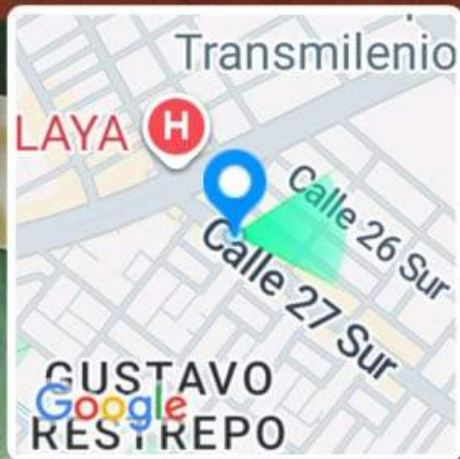 Transmilenio
LAYA
H
Calle 26 Sur
Calle 27 Sur
GUSTAVO
Google
RESTREPO